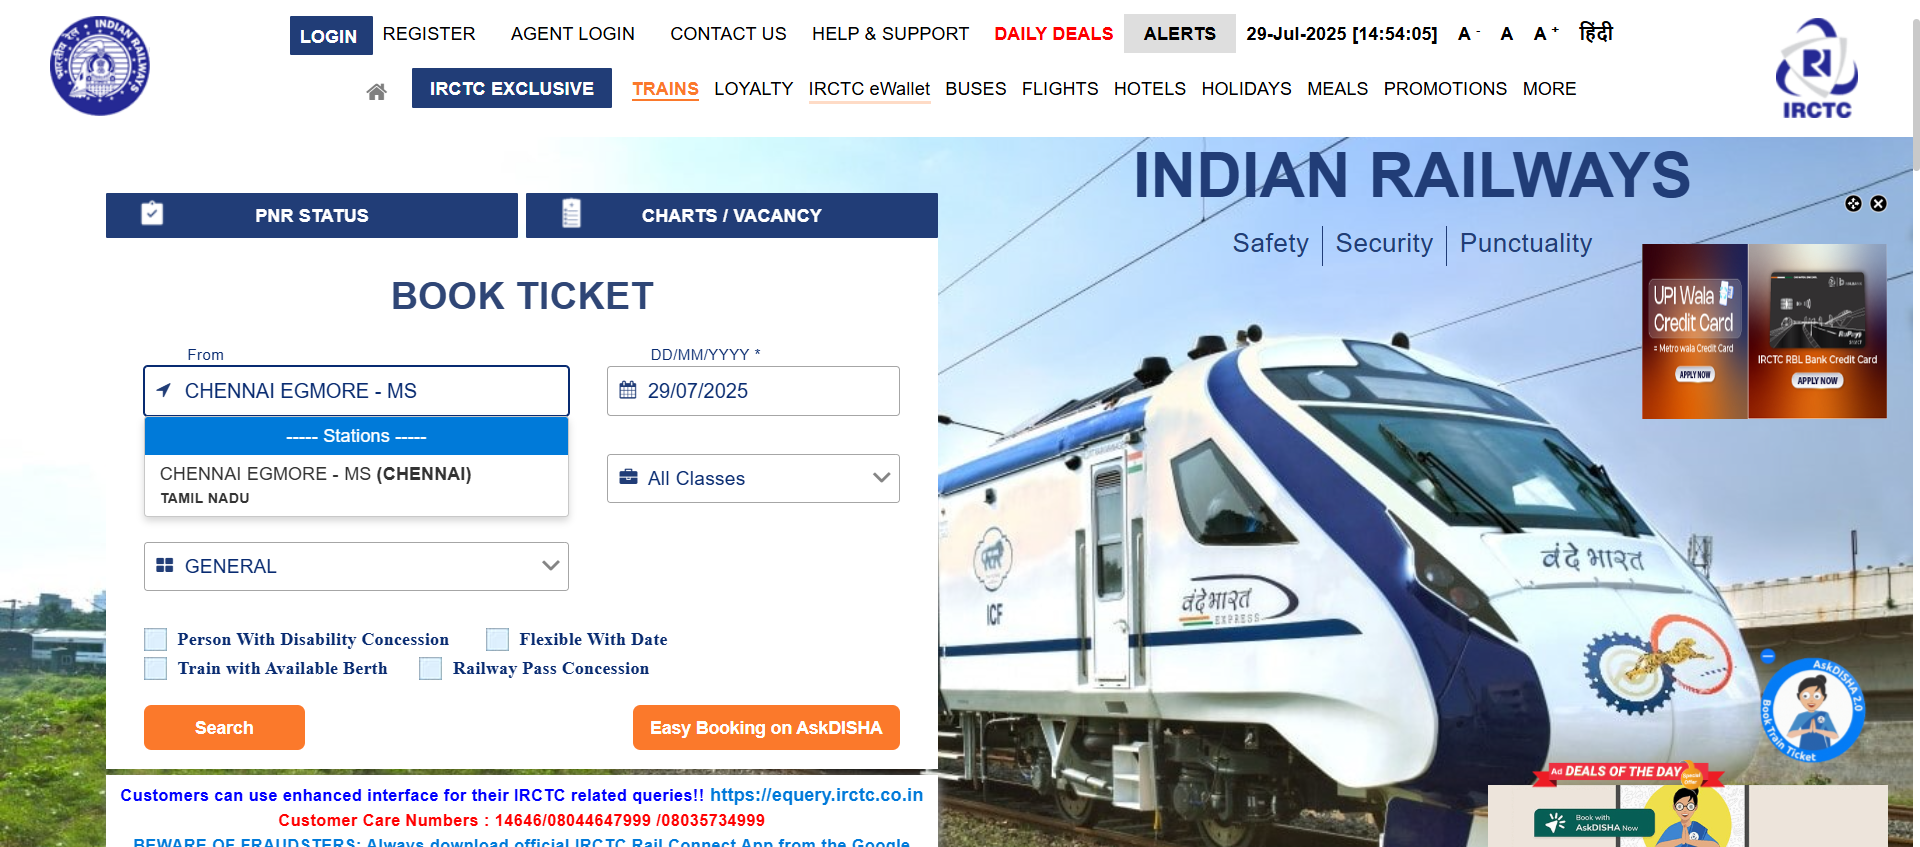 LOGIN REGISTER AGENT LOGIN CONTACT US HELP & SUPPORT DAILY DEALS ALERTS 29-Jul-2025 [14:54:05] A - A A + हिंदी
INDIAN RAILWAYS
भारतीय रेल
IRCTC EXCLUSIVE TRAINS LOYALTY IRCTC eWallet BUSES FLIGHTS HOTELS HOLIDAYS MEALS PROMOTIONS MORE
IRCTC
INDIAN RAILWAYS
Safety | Security | Punctuality
PNR STATUS
CHARTS / VACANCY
BOOK TICKET
From
DD/MM/YYYY *
CHENNAI EGMORE - MS
29/07/2025
----- Stations -----
CHENNAI EGMORE - MS (CHENNAI)
TAMIL NADU
All Classes
GENERAL
Person With Disability Concession
Flexible With Date
Train with Available Berth
Railway Pass Concession
Search
Easy Booking on AskDISHA
Customers can use enhanced interface for their IRCTC related queries!! https://equery.irctc.co.in
Customer Care Numbers : 14646/08044647999 /08035734999
BEWARE OF FRAUDSTERS: Always download official IRCTC Rail Connect App from the Google
UPI Wala
Credit Card
= Metro wala Credit Card
APPLY NOW
RuPay
IRCTC RBL Bank Credit Card
APPLY NOW
वंदे भारत
वंदे भारत
EXPRESS
ICF
AskDISHA 2.0
Book Train Ticket
Ad DEALS OF THE DAY
Special Offer
Book with
AskDISHA Now